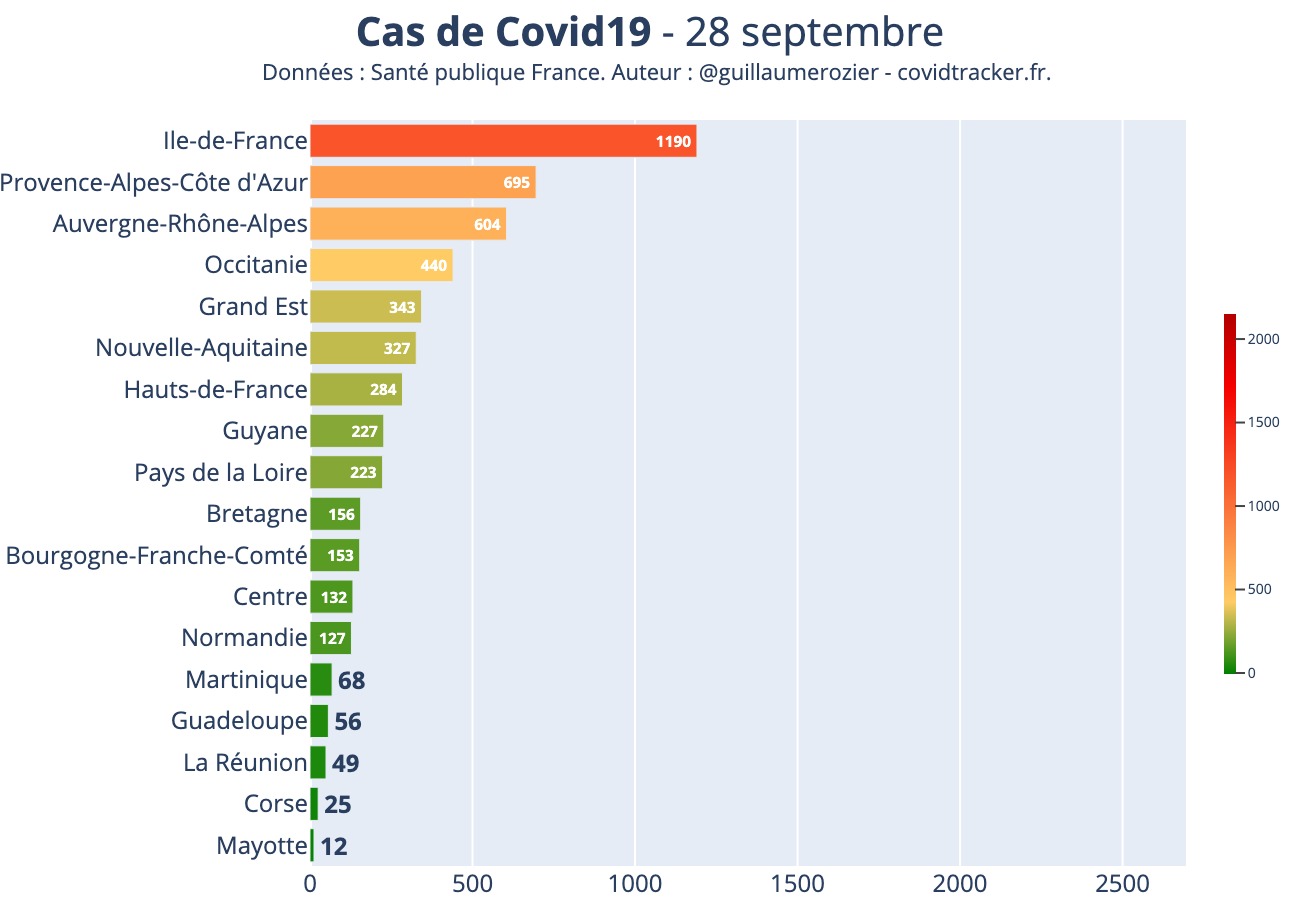 Cas de Covid19 - 28 septembre
Données : Santé publique France. Auteur : @guillaumerozier - covidtracker.fr.
Ile-de-France 1190
Provence-Alpes-Côte d'Azur 695
Auvergne-Rhône-Alpes 604
Occitanie 440
Grand Est 343
Nouvelle-Aquitaine 327
Hauts-de-France 284
Guyane 227
Pays de la Loire 223
Bretagne 156
Bourgogne-Franche-Comté 153
Centre 132
Normandie 127
Martinique 68
Guadeloupe 56
La Réunion 49
Corse 25
Mayotte 12
0 500 1000 1500 2000 2500
2000
1500
1000
500
0